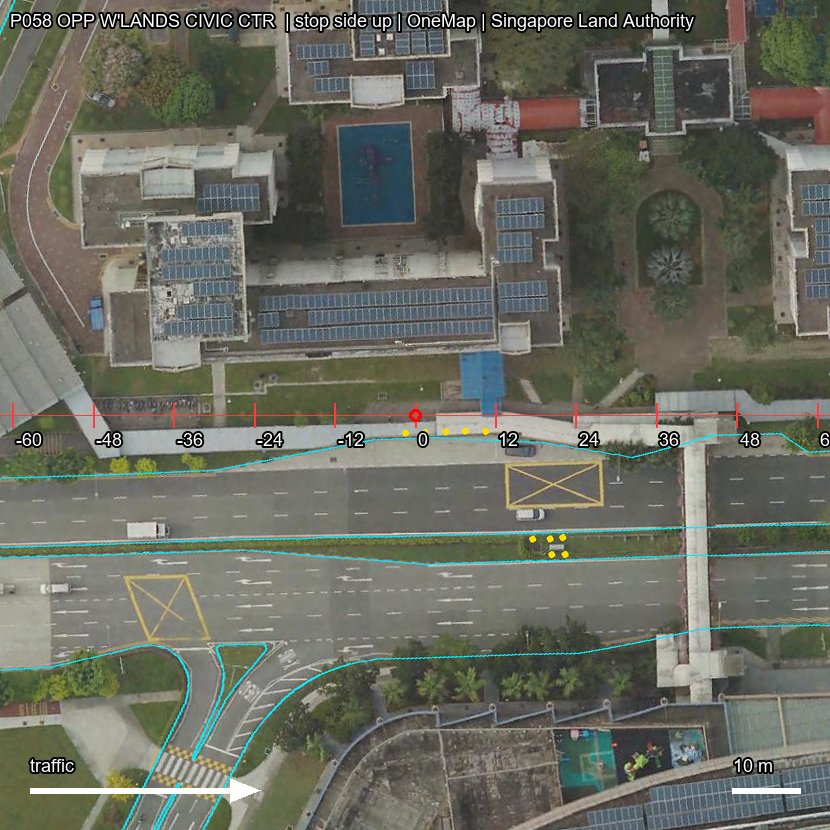 P058 OPP W'LANDS CIVIC CTR | stop side up | OneMap | Singapore Land Authority
-60 -48 -36 -24 -12 0 12 24 36 48 6
traffic 10 m